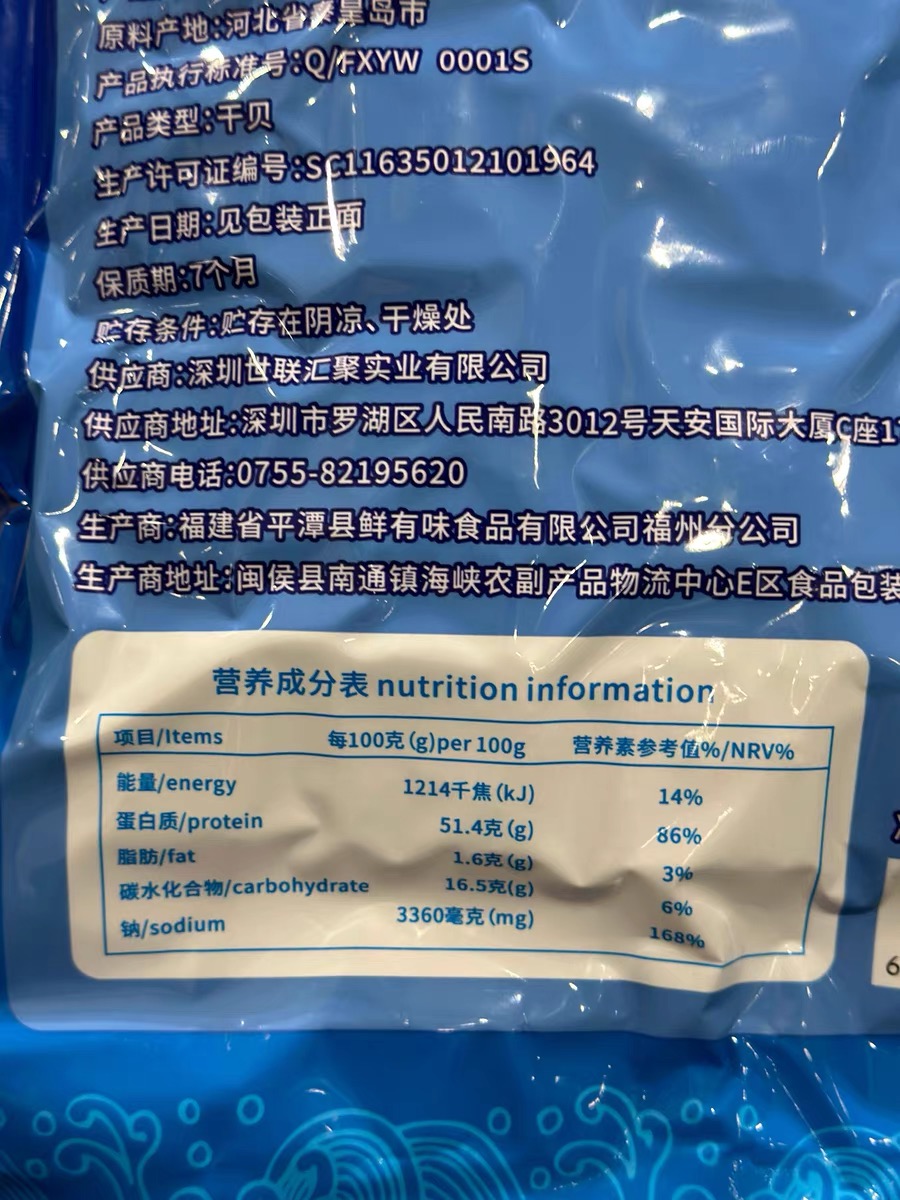 原料产地:河北省秦皇岛市
产品执行标准号:Q/FXYW 0001S
产品类型:干贝
生产许可证编号:SC11635012101964
生产日期:见包装正面
保质期:7个月
贮存条件:贮存在阴凉、干燥处
供应商:深圳世联汇聚实业有限公司
供应商地址:深圳市罗湖区人民南路3012号天安国际大厦C座1
供应商电话:0755-82195620
生产商:福建省平潭县鲜有味食品有限公司福州分公司
生产商地址:闽侯县南通镇海峡农副产品物流中心E区食品包装
营养成分表 nutrition information
项目/Items 每100克(g)per 100g 营养素参考值%/NRV%
能量/energy 1214千焦(kJ) 14%
蛋白质/protein 51.4克(g) 86%
脂肪/fat 1.6克(g) 3%
碳水化合物/carbohydrate 16.5克(g) 6%
钠/sodium 3360毫克(mg) 168%
6